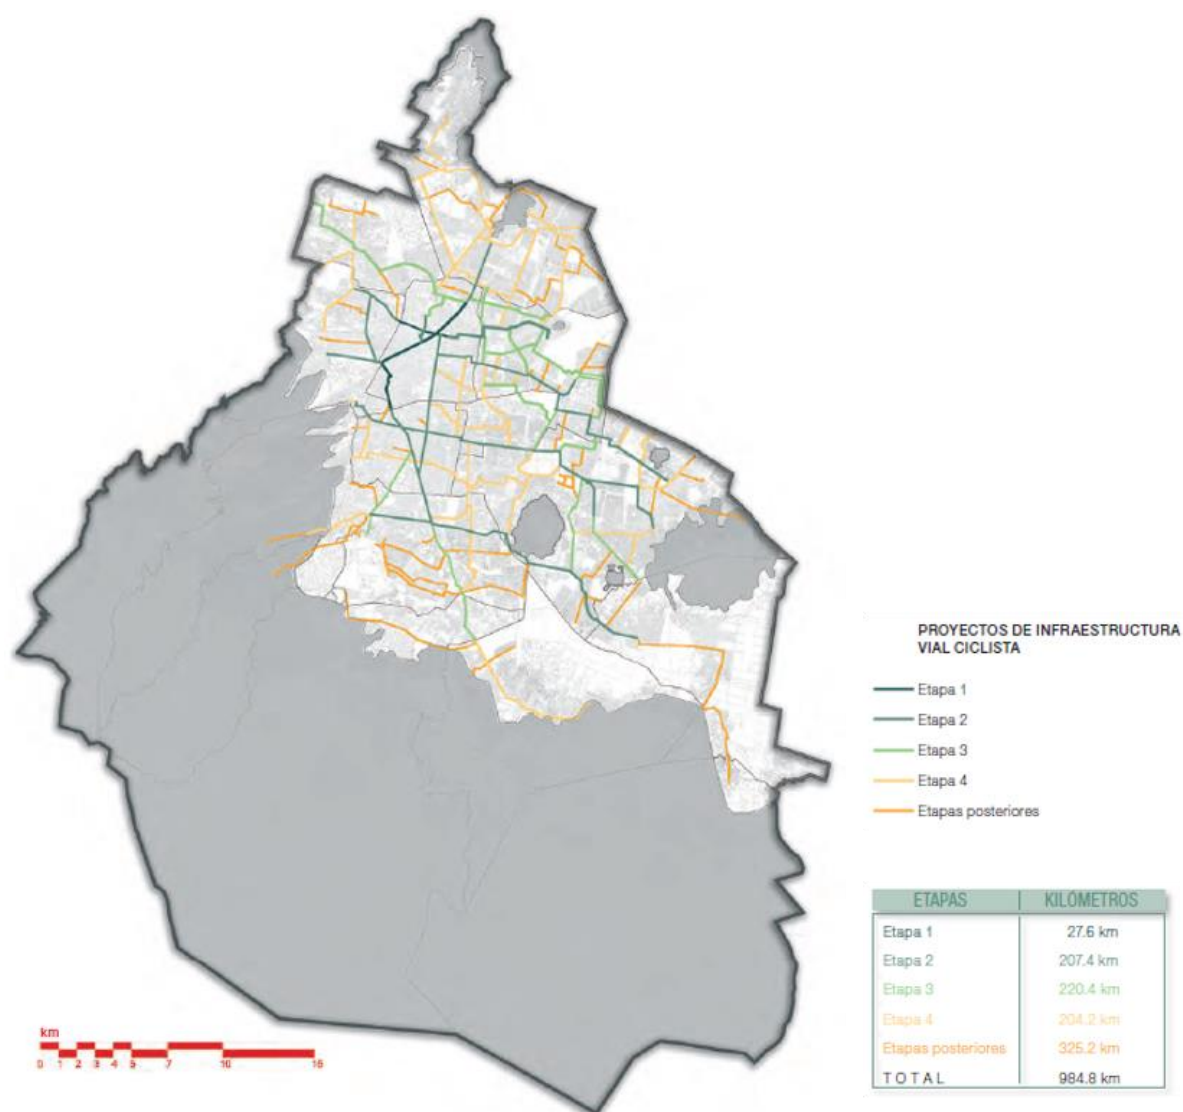 PROYECTOS DE INFRAESTRUCTURA
VIAL CICLISTA
Etapa 1
Etapa 2
Etapa 3
Etapa 4
Etapas posteriores
ETAPAS KILÓMETROS
Etapa 1 27.6 km
Etapa 2 207.4 km
Etapa 3 220.4 km
Etapa 4 204.2 km
Etapas posteriores 325.2 km
TOTAL 984.8 km
km
0 1 2 3 4 5 7 10 15